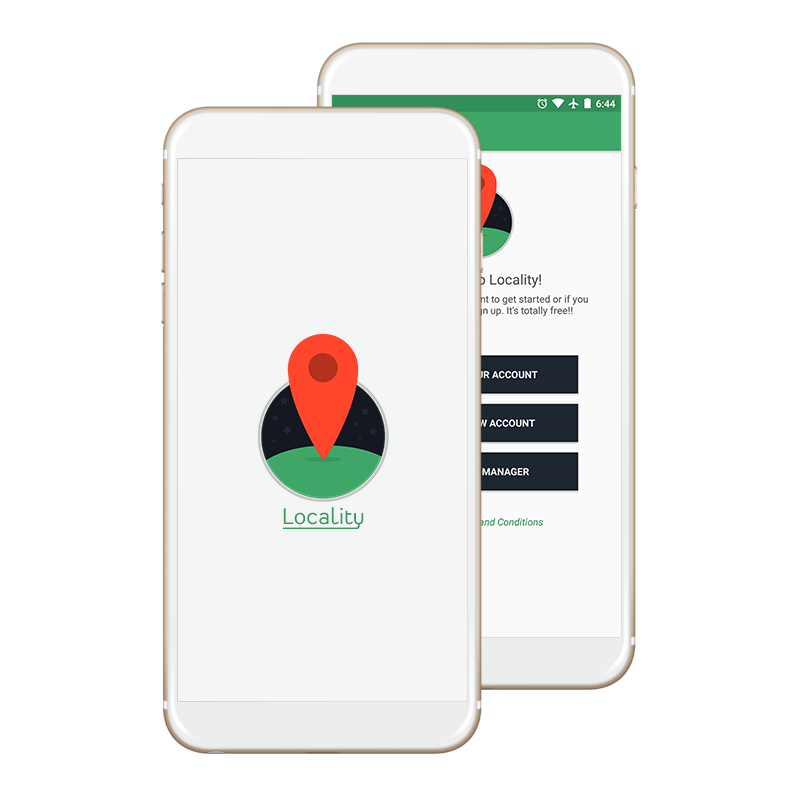 Locality
6:44
o Locality!
nt to get started or if you
gn up. It's totally free!!
UR ACCOUNT
W ACCOUNT
MANAGER
and Conditions